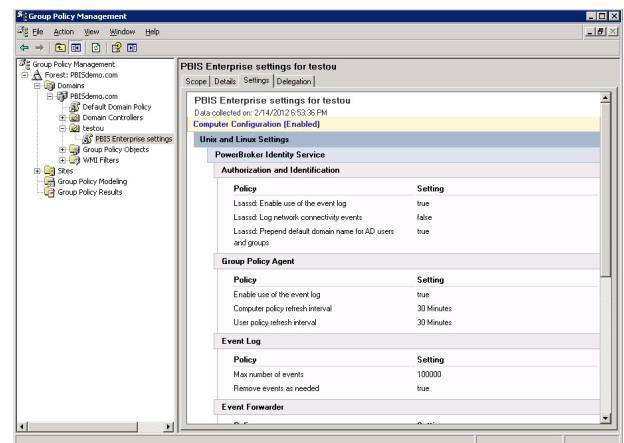 Group Policy Management
File Action View Window Help
Group Policy Management
Forest: PBISdemo.com
Domains
PBISdemo.com
Default Domain Policy
Domain Controllers
testou
PBIS Enterprise settings
Group Policy Objects
WMI Filters
Sites
Group Policy Modeling
Group Policy Results
PBIS Enterprise settings for testou
Scope Details Settings Delegation
PBIS Enterprise settings for testou
Data collected on: 2/14/2012 6:53:36 PM
Computer Configuration (Enabled)
Unix and Linux Settings
PowerBroker Identity Service
Authorization and Identification
Policy Setting
Lsassd: Enable use of the event log true
Lsassd: Log network connectivity events false
Lsassd: Prepend default domain name for AD users true
and groups
Group Policy Agent
Policy Setting
Enable use of the event log true
Computer policy refresh interval 30 Minutes
User policy refresh interval 30 Minutes
Event Log
Policy Setting
Max number of events 100000
Remove events as needed true
Event Forwarder